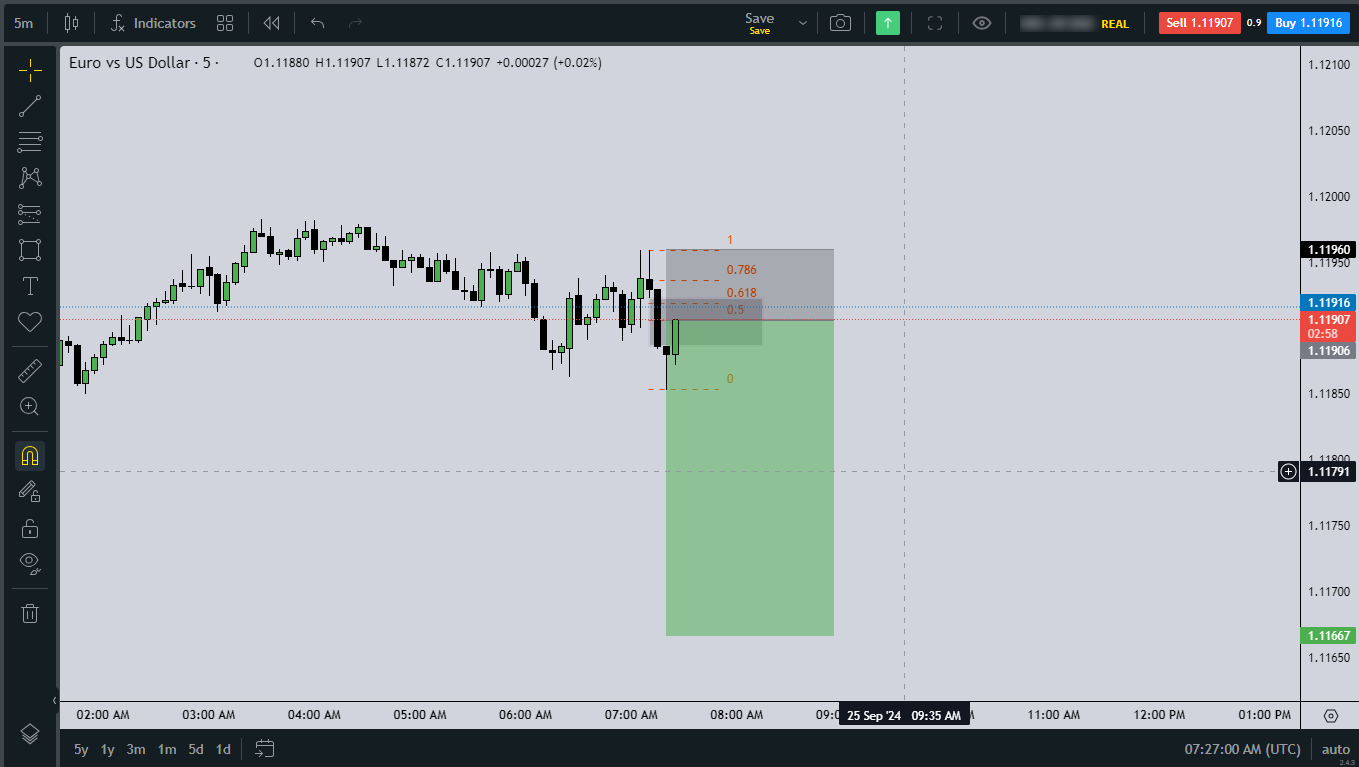 5m
Indicators
Save
Save
REAL
Sell 1.11907
0.9
Buy 1.11916
Euro vs US Dollar · 5 ·
O1.11880 H1.11907 L1.11872 C1.11907 +0.00027 (+0.02%)
1.12100
1.12050
1.12000
1
1.11960
1.11950
0.786
0.618
1.11916
0.5
1.11907
02:58
1.11906
0
1.11850
1.11800
1.11791
1.11750
1.11700
1.11667
1.11650
02:00 AM 03:00 AM 04:00 AM 05:00 AM 06:00 AM 07:00 AM 08:00 AM 09:0 25 Sep '24 09:35 AM 11:00 AM 12:00 PM 01:00 PM
5y 1y 3m 1m 5d 1d
07:27:00 AM (UTC)
auto
2.4.3